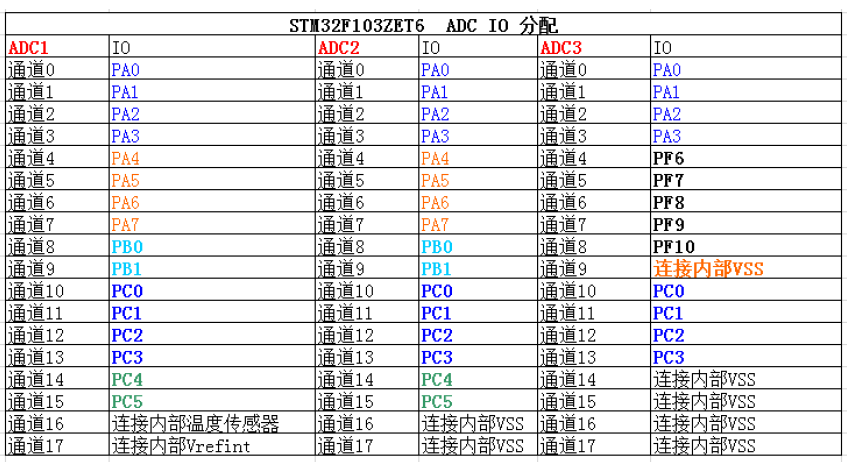 STM32F103ZET6 ADC IO 分配
ADC1 IO ADC2 IO ADC3 IO
通道0 PA0 通道0 PA0 通道0 PA0
通道1 PA1 通道1 PA1 通道1 PA1
通道2 PA2 通道2 PA2 通道2 PA2
通道3 PA3 通道3 PA3 通道3 PA3
通道4 PA4 通道4 PA4 通道4 PF6
通道5 PA5 通道5 PA5 通道5 PF7
通道6 PA6 通道6 PA6 通道6 PF8
通道7 PA7 通道7 PA7 通道7 PF9
通道8 PB0 通道8 PB0 通道8 PF10
通道9 PB1 通道9 PB1 通道9 连接内部VSS
通道10 PC0 通道10 PC0 通道10 PC0
通道11 PC1 通道11 PC1 通道11 PC1
通道12 PC2 通道12 PC2 通道12 PC2
通道13 PC3 通道13 PC3 通道13 PC3
通道14 PC4 通道14 PC4 通道14 连接内部VSS
通道15 PC5 通道15 PC5 通道15 连接内部VSS
通道16 连接内部温度传感器 通道16 连接内部VSS 通道16 连接内部VSS
通道17 连接内部Vrefint 通道17 连接内部VSS 通道17 连接内部VSS